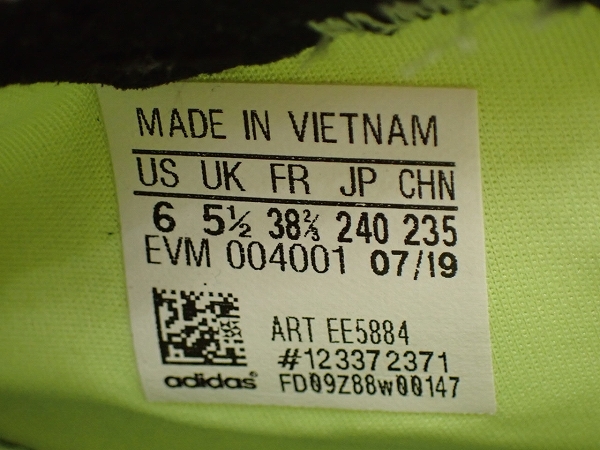 MADE IN VIETNAM
US UK FR JP CHN
6 5½ 38⅔ 240 235
EVM 004001 07/19
ART EE5884
#123372371
adidas® FD09Z88W00147